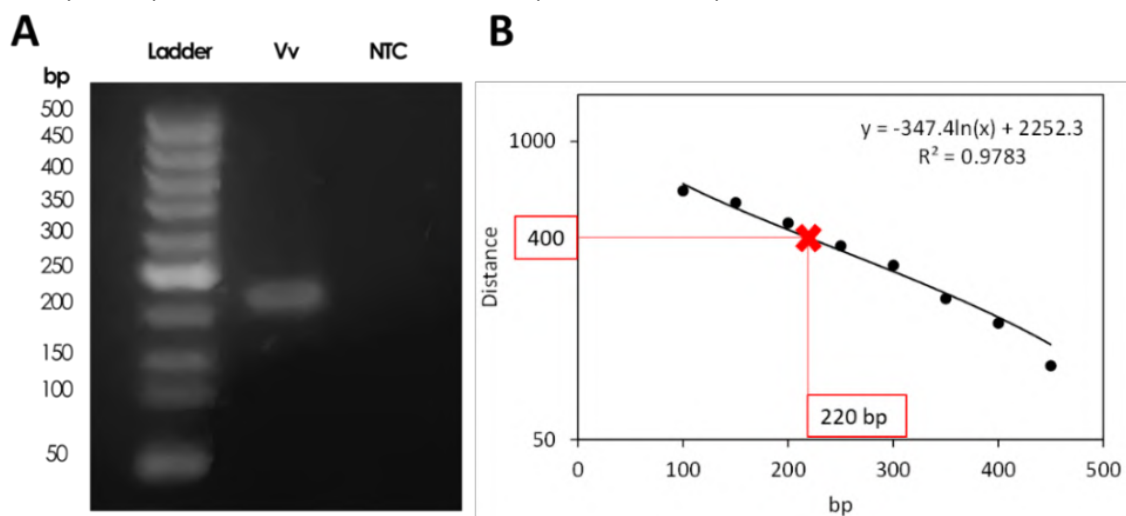 A
Ladder Vv NTC
bp
500
450
400
350
300
250
200
150
100
50
B
y = -347.4ln(x) + 2252.3
R² = 0.9783
1000
400
50
Distance
220 bp
0 100 200 300 400 500
bp